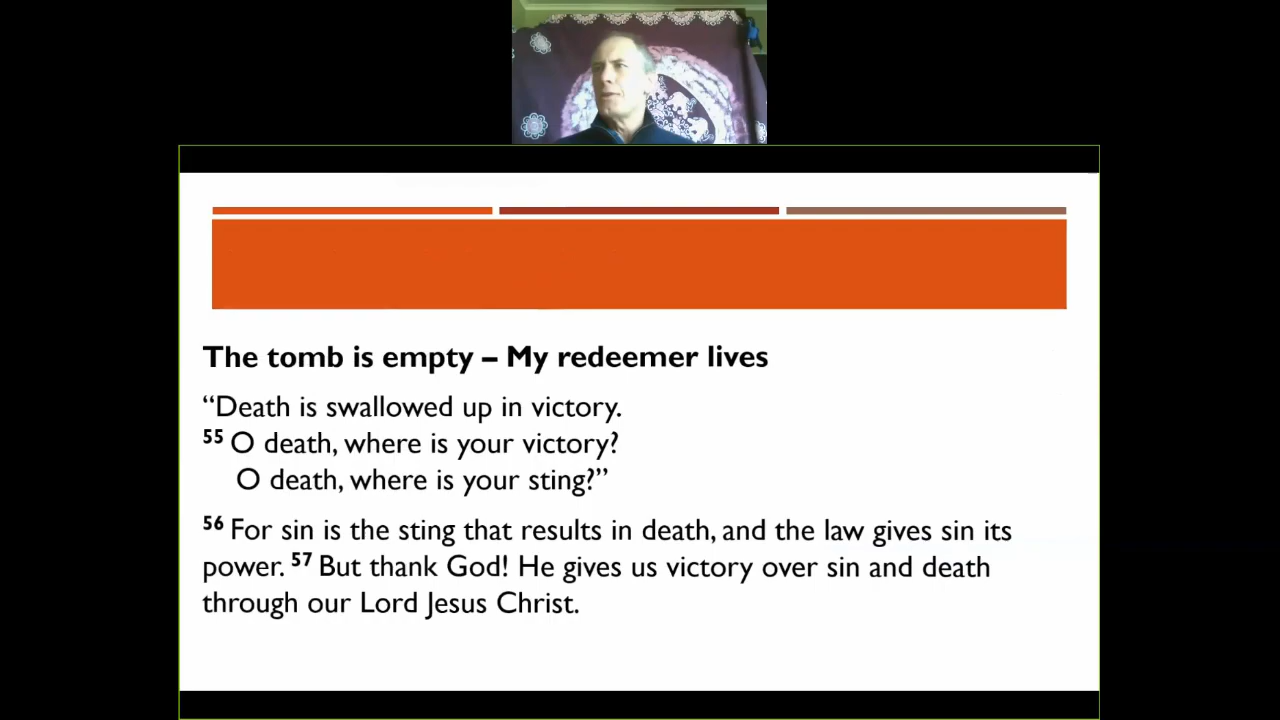 The tomb is empty – My redeemer lives
“Death is swallowed up in victory.
55 O death, where is your victory?
O death, where is your sting?”
56 For sin is the sting that results in death, and the law gives sin its
power. 57 But thank God! He gives us victory over sin and death
through our Lord Jesus Christ.